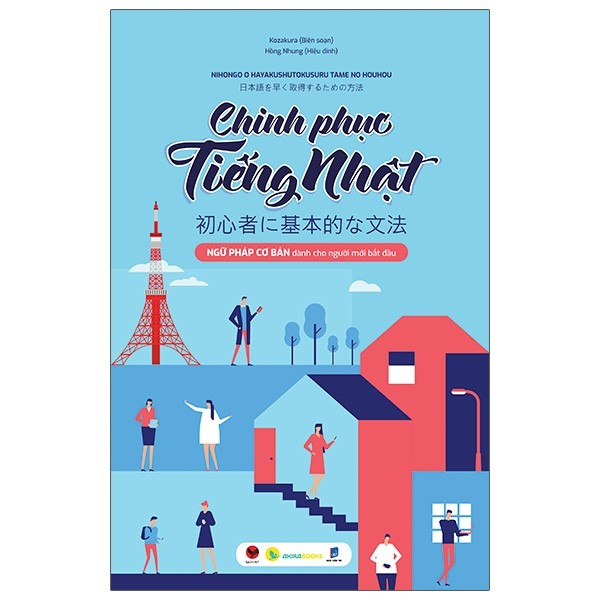 Kozakura (Biên soạn)
Hồng Nhung (Hiệu đính)
NIHONGO O HAYAKUSHUTOKUSURU TAME NO HOUHOU
日本語を早く取得するための方法
Chinh phục
Tiếng Nhật
初心者に基本的な文法
NGỮ PHÁP CƠ BẢN dành cho người mới bắt đầu
AKIRABOOKS